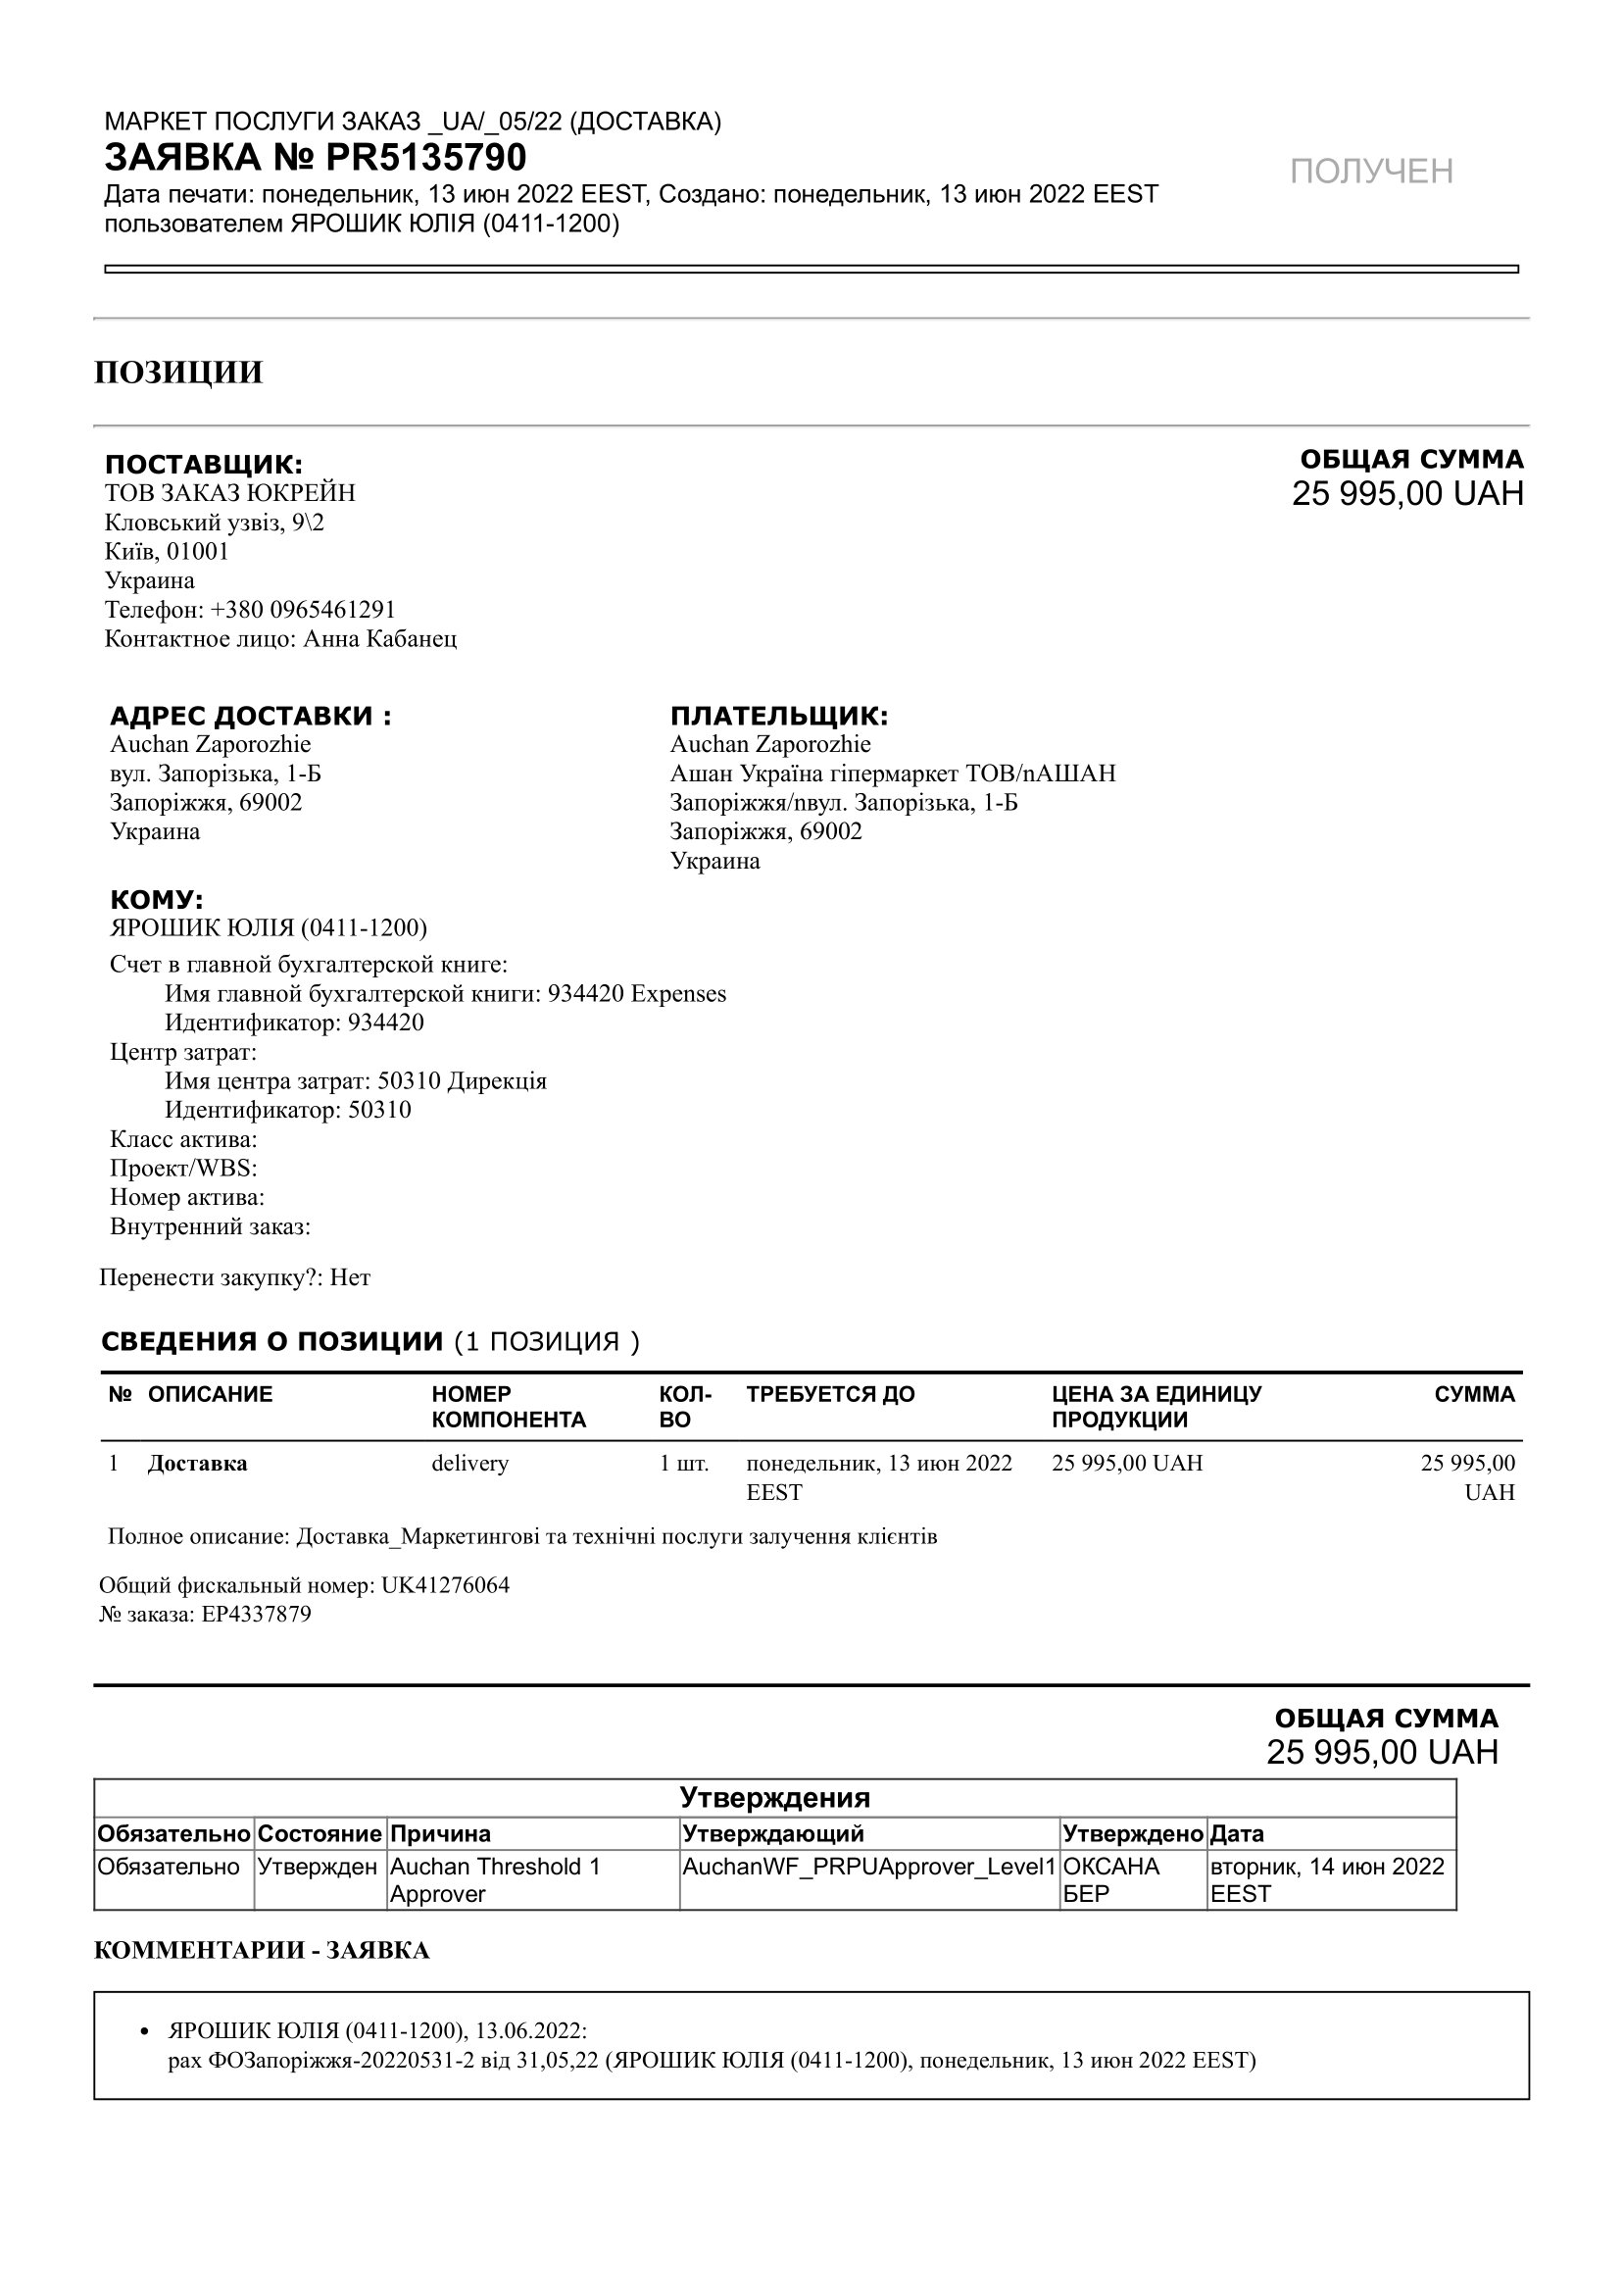 МАРКЕТ ПОСЛУГИ ЗАКАЗ _UA/_05/22 (ДОСТАВКА)
ЗАЯВКА № PR5135790
ПОЛУЧЕН
Дата печати: понедельник, 13 июн 2022 EEST, Создано: понедельник, 13 июн 2022 EEST
пользователем ЯРОШИК ЮЛІЯ (0411-1200)
ПОЗИЦИИ
ПОСТАВЩИК:
ТОВ ЗАКАЗ ЮКРЕЙН
Кловський узвіз, 9\2
Київ, 01001
Украина
Телефон: +380 0965461291
Контактное лицо: Анна Кабанец
ОБЩАЯ СУММА
25 995,00 UAH
АДРЕС ДОСТАВКИ :
Auchan Zaporozhie
вул. Запорізька, 1-Б
Запоріжжя, 69002
Украина
ПЛАТЕЛЬЩИК:
Auchan Zaporozhie
Ашан Україна гіпермаркет ТОВ/nАШАН
Запоріжжя/nвул. Запорізька, 1-Б
Запоріжжя, 69002
Украина
КОМУ:
ЯРОШИК ЮЛІЯ (0411-1200)
Счет в главной бухгалтерской книге:
Имя главной бухгалтерской книги: 934420 Expenses
Идентификатор: 934420
Центр затрат:
Имя центра затрат: 50310 Дирекція
Идентификатор: 50310
Класс актива:
Проект/WBS:
Номер актива:
Внутренний заказ:
Перенести закупку?: Нет
СВЕДЕНИЯ О ПОЗИЦИИ (1 ПОЗИЦИЯ )
№ ОПИСАНИЕ НОМЕР КОМПОНЕНТА КОЛ-ВО ТРЕБУЕТСЯ ДО ЦЕНА ЗА ЕДИНИЦУ ПРОДУКЦИИ СУММА
1 Доставка delivery 1 шт. понедельник, 13 июн 2022 EEST 25 995,00 UAH 25 995,00 UAH
Полное описание: Доставка_Маркетингові та технічні послуги залучення клієнтів
Общий фискальный номер: UK41276064
№ заказа: EP4337879
ОБЩАЯ СУММА
25 995,00 UAH
Утверждения
Обязательно Состояние Причина Утверждающий Утверждено Дата
Обязательно Утвержден Auchan Threshold 1 Approver AuchanWF_PRPUApprover_Level1 ОКСАНА БЕР вторник, 14 июн 2022 EEST
КОММЕНТАРИИ - ЗАЯВКА
• ЯРОШИК ЮЛІЯ (0411-1200), 13.06.2022:
рах ФОЗапоріжжя-20220531-2 від 31,05,22 (ЯРОШИК ЮЛІЯ (0411-1200), понедельник, 13 июн 2022 EEST)